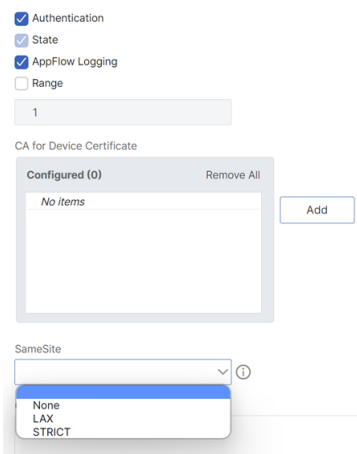 Authentication
State
AppFlow Logging
Range
1
CA for Device Certificate
Configured (0) Remove All
No items
Add
SameSite
None
LAX
STRICT